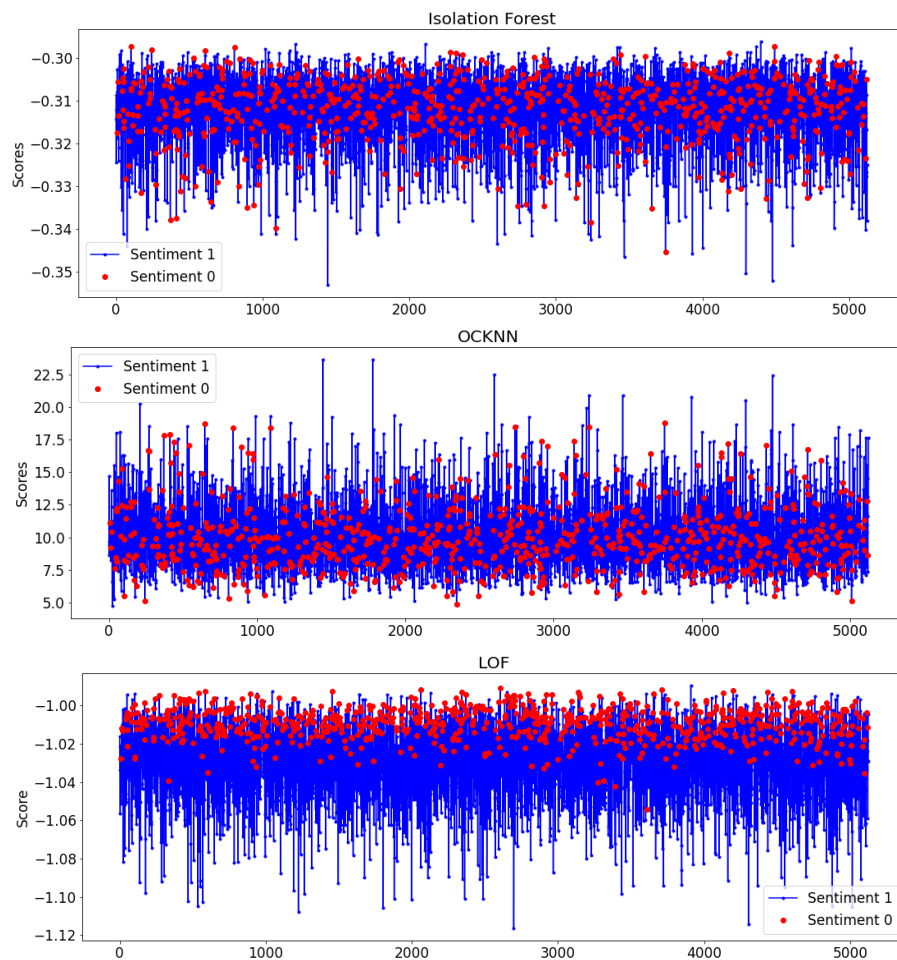 Isolation Forest
−0.30
−0.31
−0.32
−0.33
−0.34
−0.35
Scores
Sentiment 1
Sentiment 0
0 1000 2000 3000 4000 5000
OCKNN
22.5
20.0
17.5
15.0
12.5
10.0
7.5
5.0
Scores
Sentiment 1
Sentiment 0
0 1000 2000 3000 4000 5000
LOF
−1.00
−1.02
−1.04
−1.06
−1.08
−1.10
−1.12
Score
Sentiment 1
Sentiment 0
0 1000 2000 3000 4000 5000